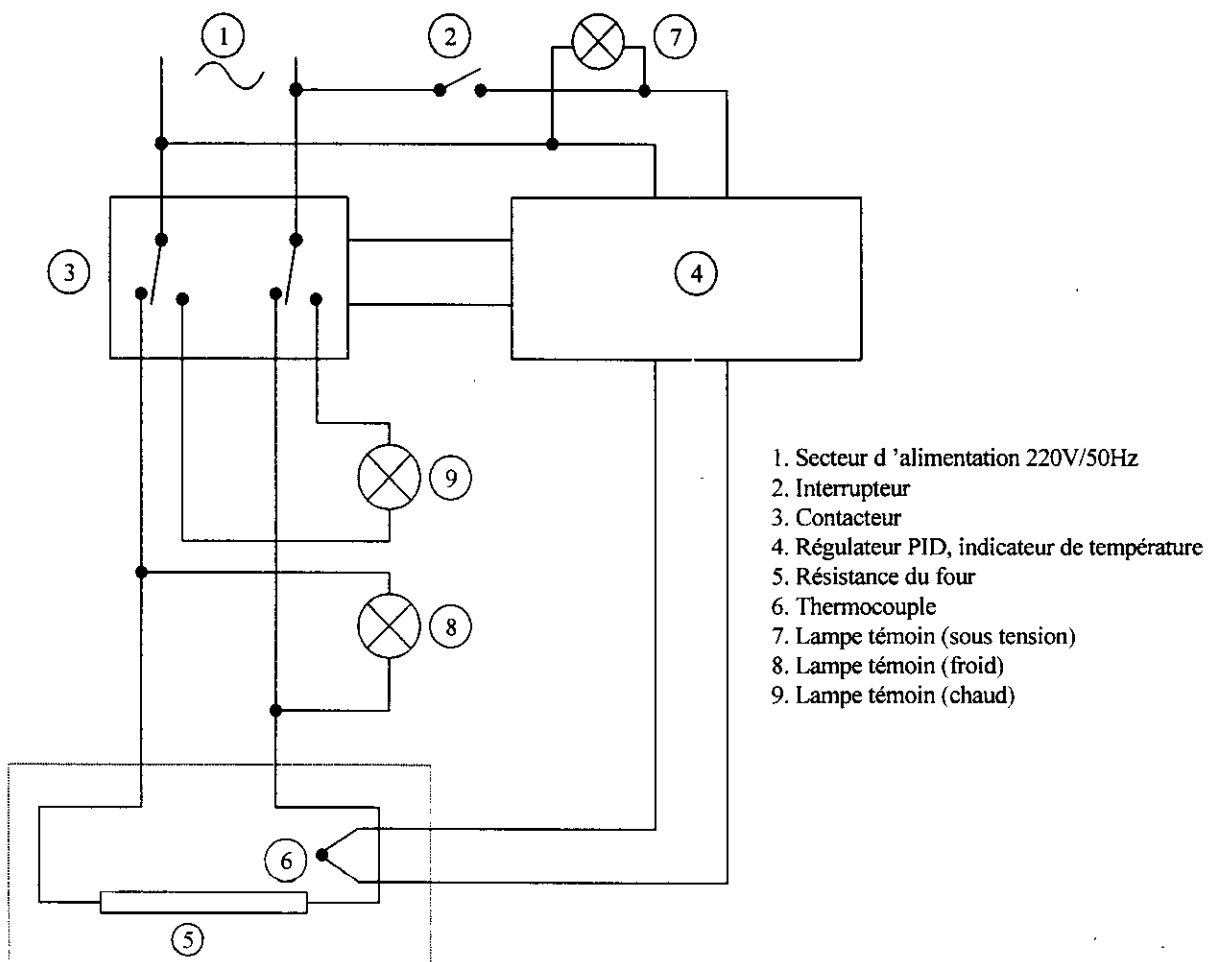 1
2
7
3
4
9
8
6
5
1. Secteur d 'alimentation 220V/50Hz
2. Interrupteur
3. Contacteur
4. Régulateur PID, indicateur de température
5. Résistance du four
6. Thermocouple
7. Lampe témoin (sous tension)
8. Lampe témoin (froid)
9. Lampe témoin (chaud)